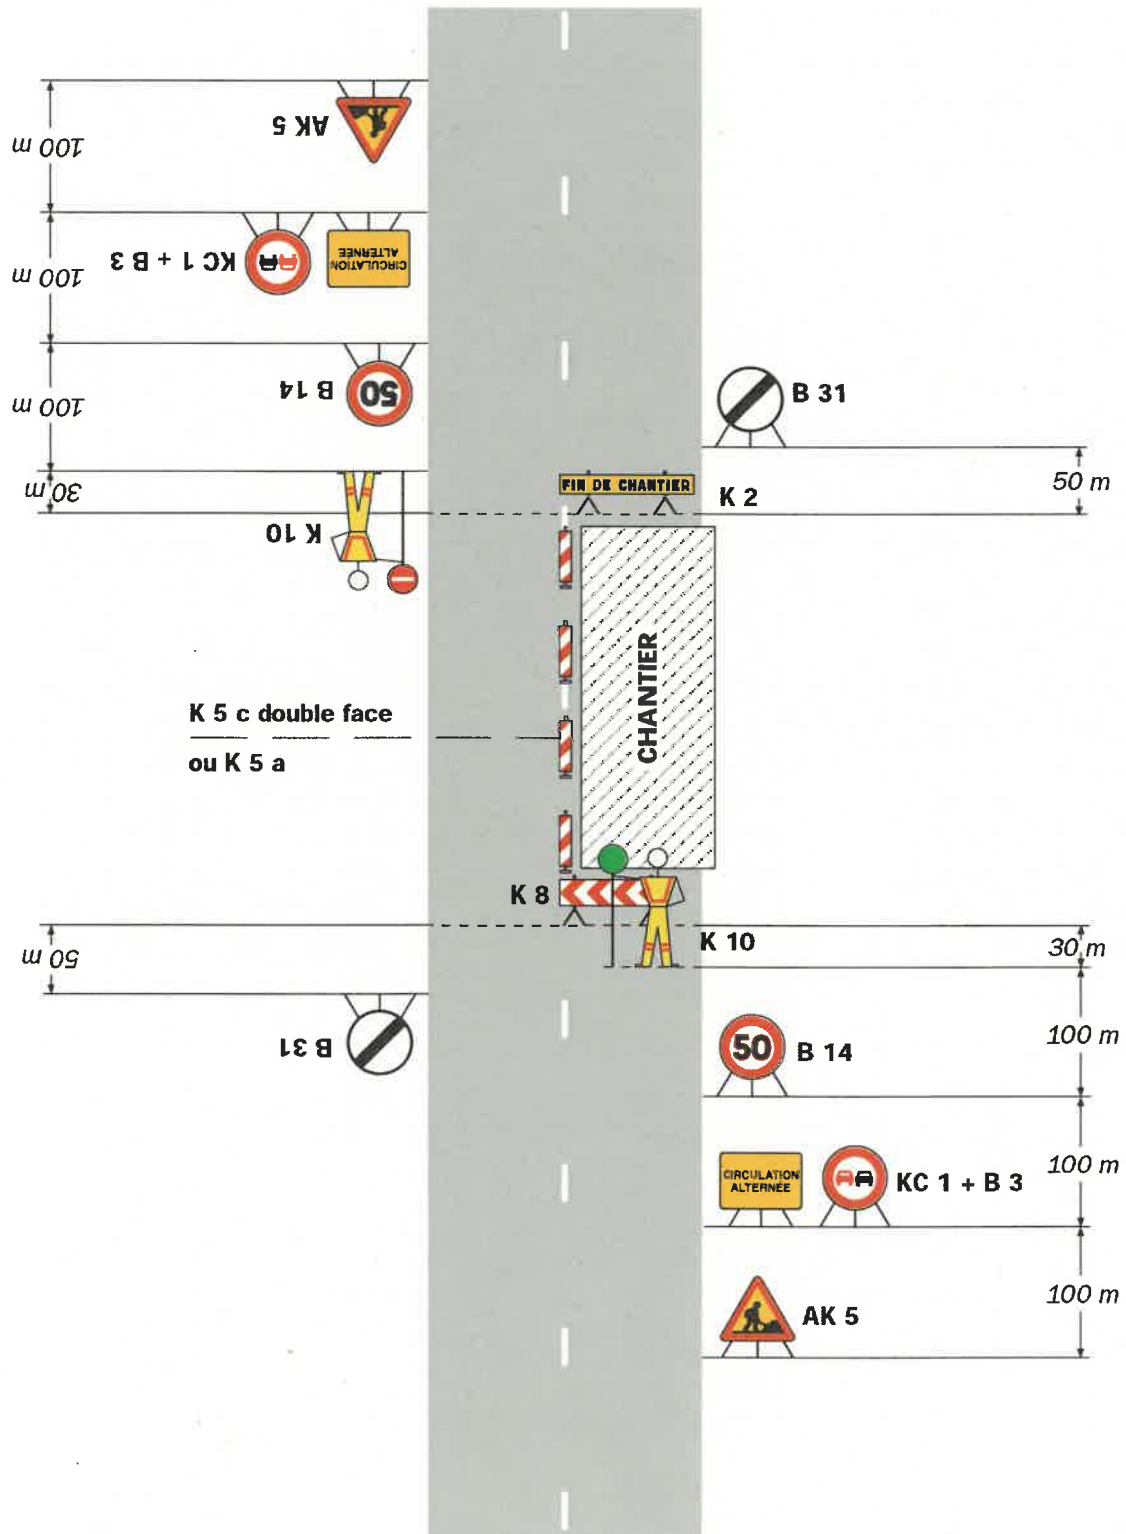 AK 5
100 m
KC 1 + B 3
CIRCULATION
ALTERNÉE
100 m
B 14
50
100 m
B 31
50 m
FIN DE CHANTIER
K 2
30 m
K 10
CHANTIER
K 5 c double face
ou K 5 a
K 8
K 10
30 m
50 m
B 31
50
B 14
100 m
CIRCULATION
ALTERNÉE
KC 1 + B 3
100 m
AK 5
100 m